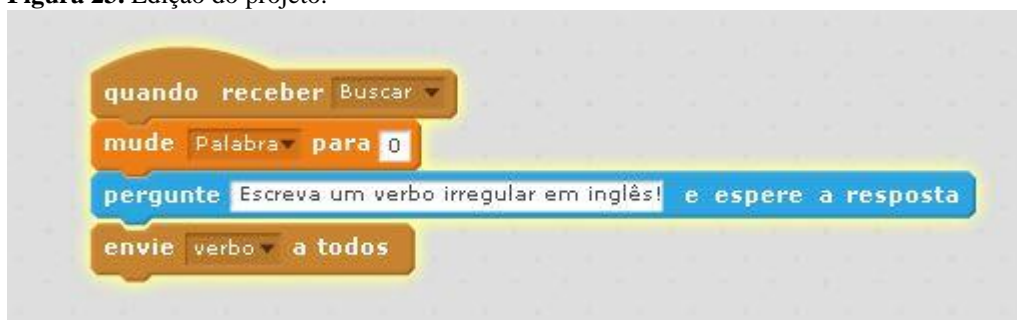 Figura 25. Edição do projeto.
quando receber Buscar
mude Palabra para 0
pergunte Escreva um verbo irregular em inglês! e espere a resposta
envie verbo a todos